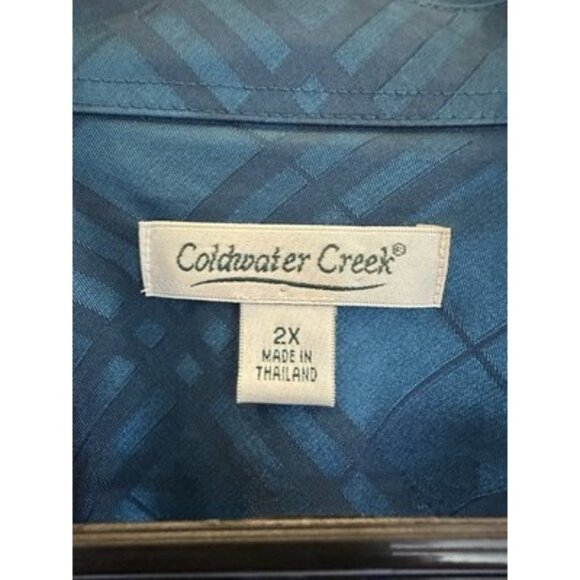 Coldwater Creek®
2X
MADE IN
THAILAND